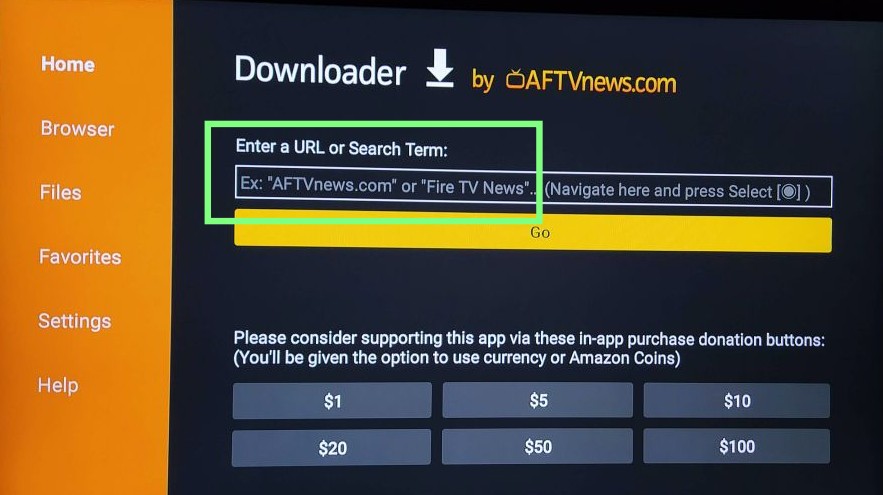 Home
Browser
Files
Favorites
Settings
Help
Downloader by AFTVnews.com
Enter a URL or Search Term:
Ex: "AFTVnews.com" or "Fire TV News"... (Navigate here and press Select [◉] )
Go
Please consider supporting this app via these in-app purchase donation buttons:
(You'll be given the option to use currency or Amazon Coins)
$1 $5 $10
$20 $50 $100